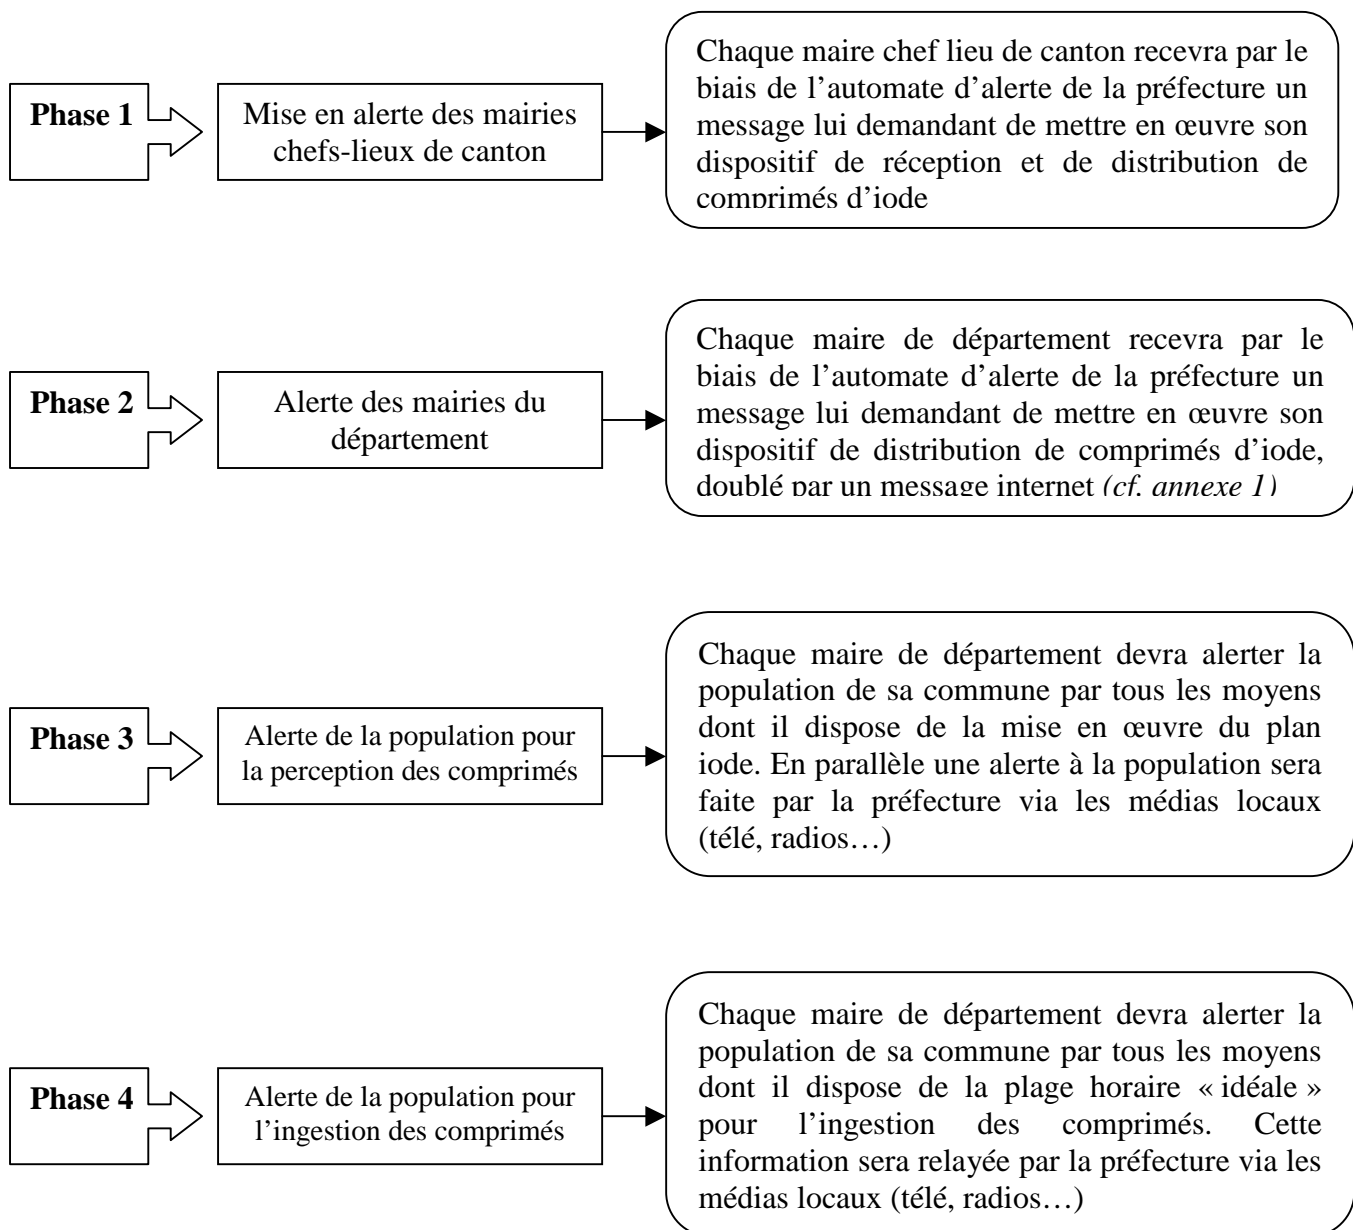 Phase 1
Mise en alerte des mairies
chefs-lieux de canton
Chaque maire chef lieu de canton recevra par le
biais de l’automate d’alerte de la préfecture un
message lui demandant de mettre en œuvre son
dispositif de réception et de distribution de
comprimés d’iode
Phase 2
Alerte des mairies du
département
Chaque maire de département recevra par le
biais de l’automate d’alerte de la préfecture un
message lui demandant de mettre en œuvre son
dispositif de distribution de comprimés d’iode,
doublé par un message internet (cf. annexe 1)
Phase 3
Alerte de la population pour
la perception des comprimés
Chaque maire de département devra alerter la
population de sa commune par tous les moyens
dont il dispose de la mise en œuvre du plan
iode. En parallèle une alerte à la population sera
faite par la préfecture via les médias locaux
(télé, radios…)
Phase 4
Alerte de la population pour
l’ingestion des comprimés
Chaque maire de département devra alerter la
population de sa commune par tous les moyens
dont il dispose de la plage horaire « idéale »
pour l’ingestion des comprimés. Cette
information sera relayée par la préfecture via les
médias locaux (télé, radios…)